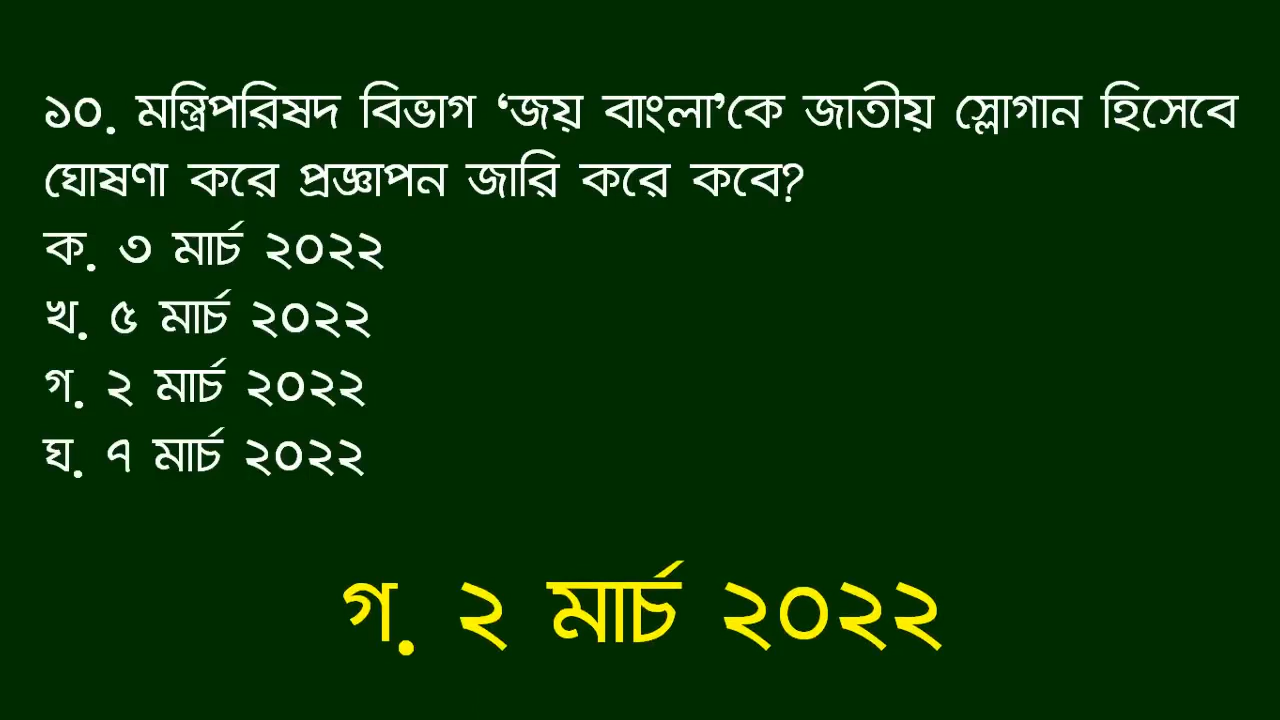 ১০. মন্ত্রিপরিষদ বিভাগ ‘জয় বাংলা’কে জাতীয় স্লোগান হিসেবে
ঘোষণা করে প্রজ্ঞাপন জারি করে কবে?
ক. ৩ মার্চ ২০২২
খ. ৫ মার্চ ২০২২
গ. ২ মার্চ ২০২২
ঘ. ৭ মার্চ ২০২২
গ. ২ মার্চ ২০২২